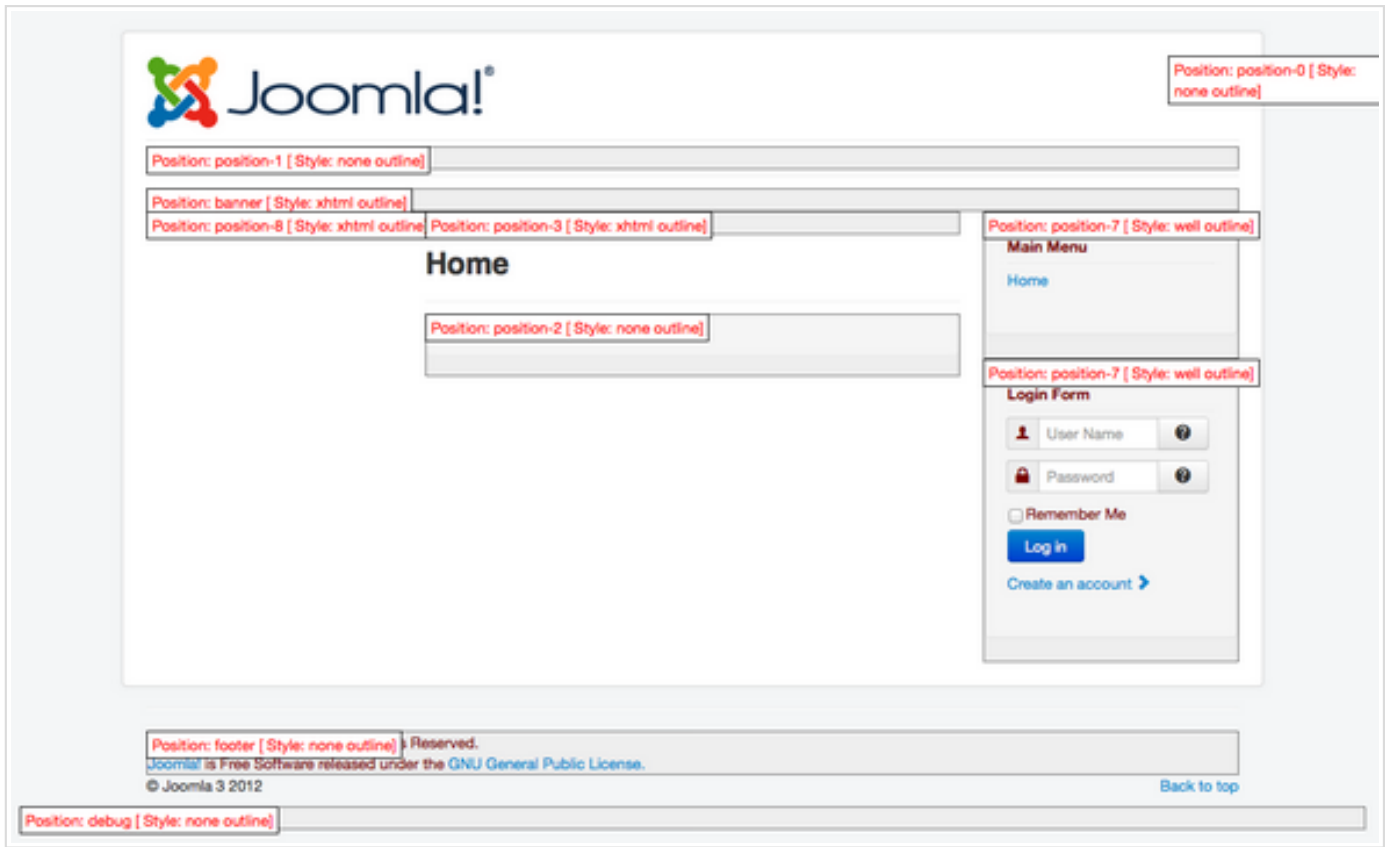 Joomla!®
Position: position-0 [ Style:
none outline]
Position: position-1 [ Style: none outline]
Position: banner [ Style: xhtml outline]
Position: position-8 [ Style: xhtml outline
Position: position-3 [ Style: xhtml outline]
Position: position-7 [ Style: well outline]
Home
Main Menu
Home
Position: position-2 [ Style: none outline]
Position: position-7 [ Style: well outline]
Login Form
User Name
Password
Remember Me
Log in
Create an account
Position: footer [ Style: none outline] Reserved.
Joomla! is Free Software released under the GNU General Public License.
© Joomla 3 2012
Back to top
Position: debug [ Style: none outline]